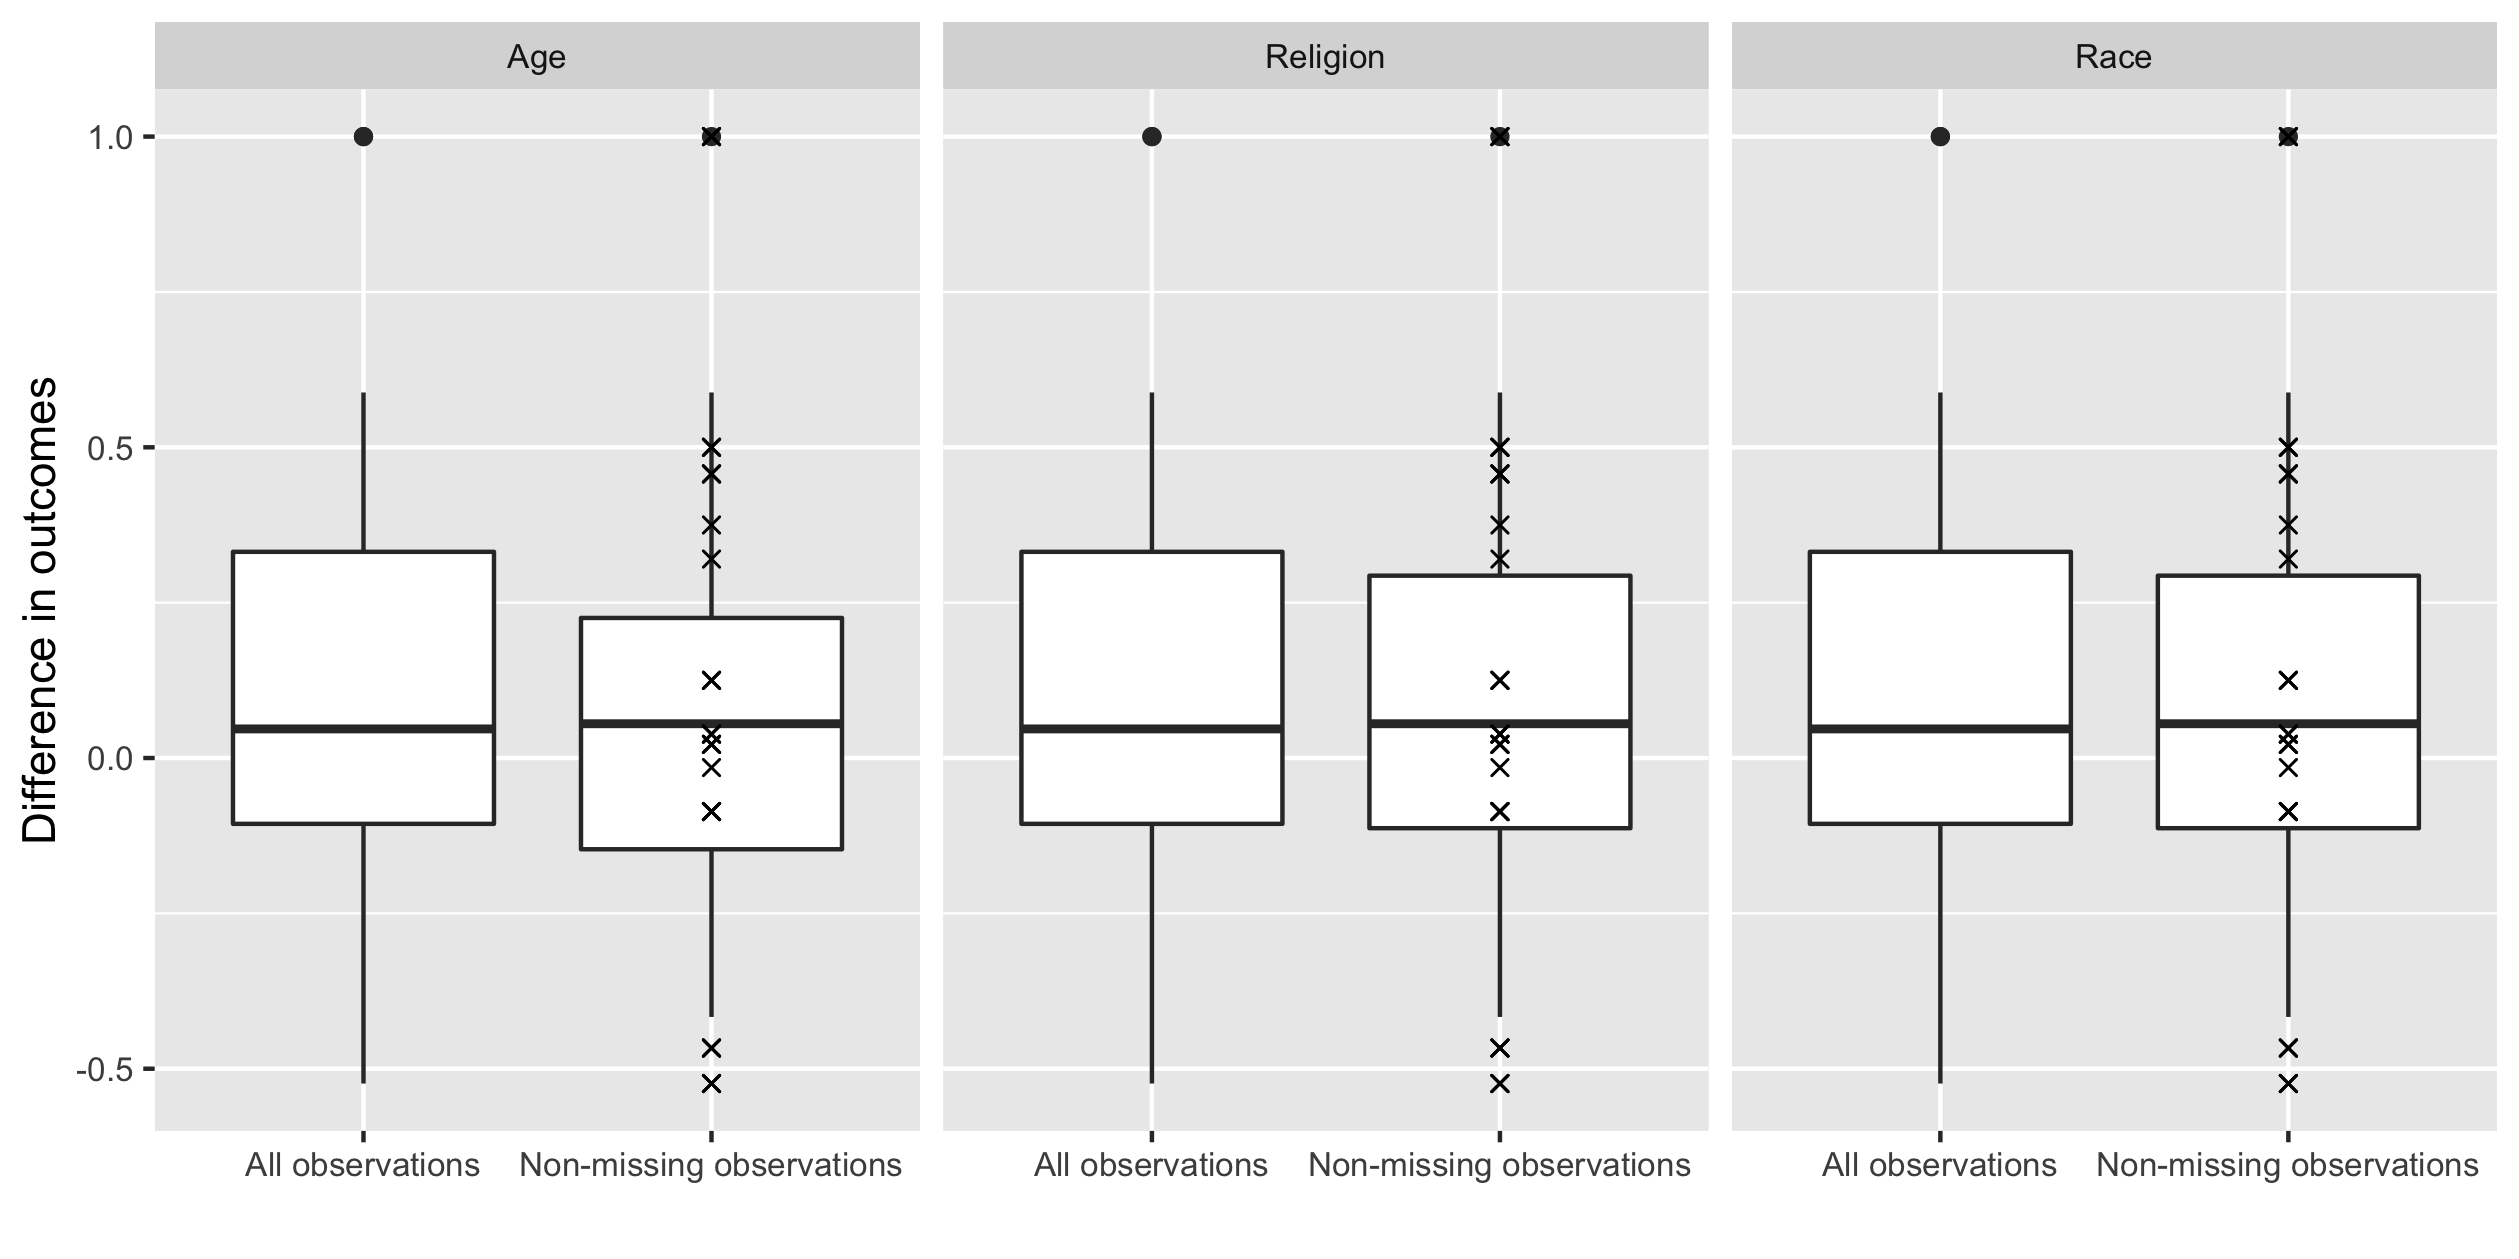 Age
Religion
Race
Difference in outcomes
1.0
0.5
0.0
-0.5
All observations
Non-missing observations
All observations
Non-missing observations
All observations
Non-missing observations